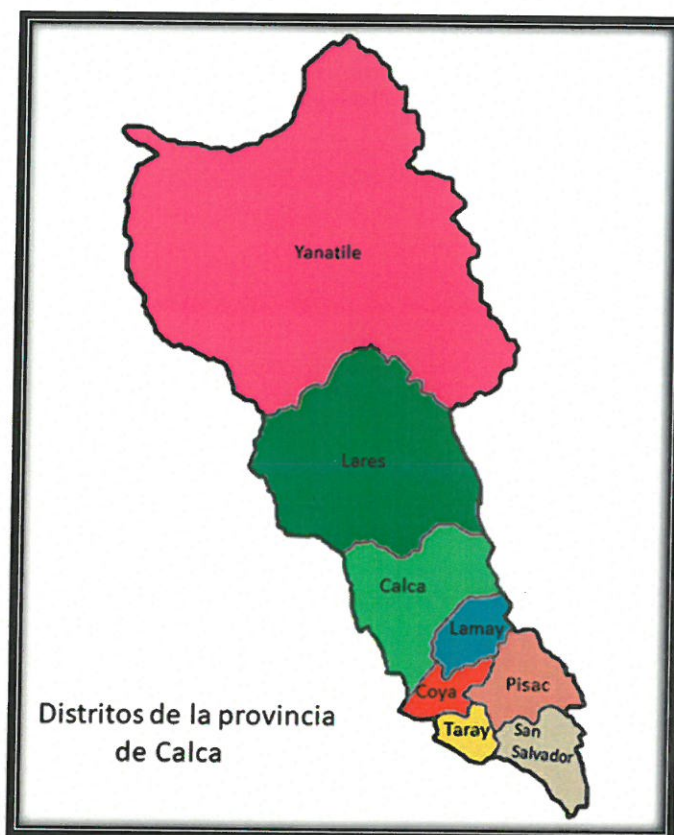 Yanatile
Lares
Calca
Lamay
Pisac
Coya
Taray
San
Salvador
Distritos de la provincia
de Calca